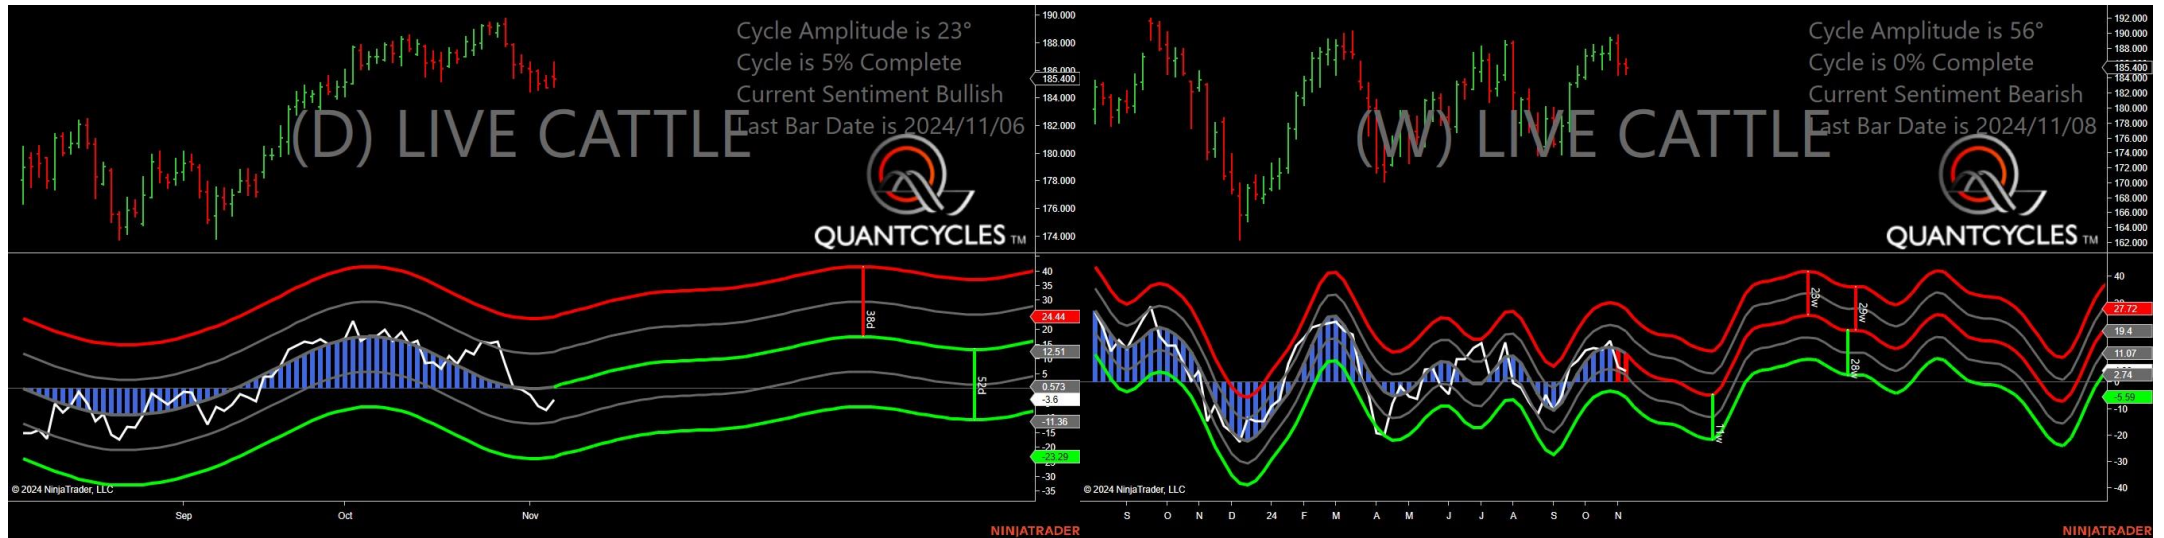 Cycle Amplitude is 23°
Cycle is 5% Complete
Current Sentiment Bullish
Last Bar Date is 2024/11/06
(D) LIVE CATTLE
QUANTCYCLES TM
190.000
188.000
185.400
184.000
182.000
180.000
178.000
176.000
174.000
40
35
30
24.44
20
12.51
5
0.573
-3.6
-11.36
-15
-20
-23.29
-30
-35
38d
52d
© 2024 NinjaTrader, LLC
Sep Oct Nov
NINJATRADER
Cycle Amplitude is 56°
Cycle is 0% Complete
Current Sentiment Bearish
Last Bar Date is 2024/11/08
(W) LIVE CATTLE
QUANTCYCLES TM
192.000
190.000
188.000
185.400
184.000
182.000
180.000
178.000
176.000
174.000
172.000
170.000
168.000
166.000
164.000
162.000
40
27.72
19.4
11.07
2.74
-5.59
-10
-20
-30
-40
29w
28w
11w
© 2024 NinjaTrader, LLC
S O N D 24 F M A M J J A S O N
NINJATRADER